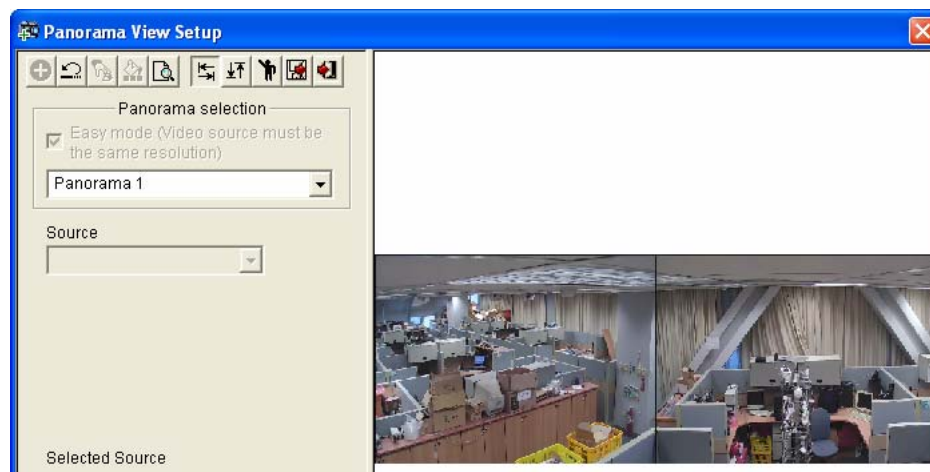 Panorama View Setup
Panorama selection
Easy mode (Video source must be
the same resolution)
Panorama 1
Source
Selected Source